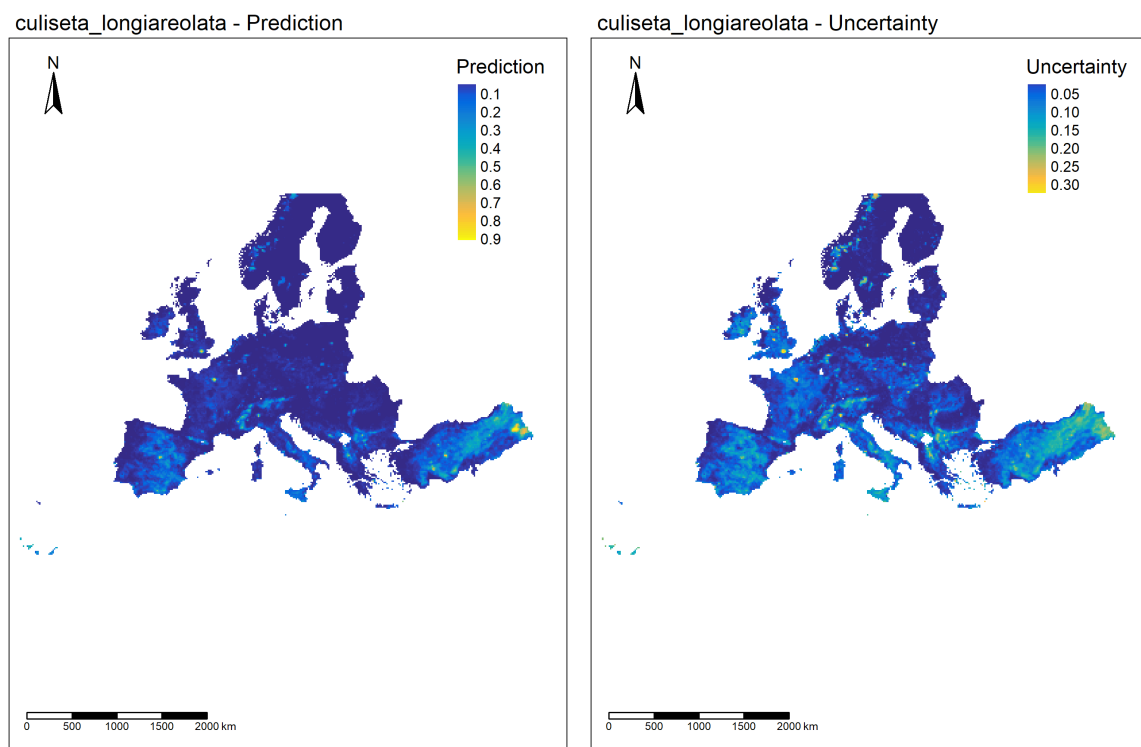 culiseta_longiareolata - Prediction
N
Prediction
0.1
0.2
0.3
0.4
0.5
0.6
0.7
0.8
0.9
0 500 1000 1500 2000 km
culiseta_longiareolata - Uncertainty
N
Uncertainty
0.05
0.10
0.15
0.20
0.25
0.30
0 500 1000 1500 2000 km